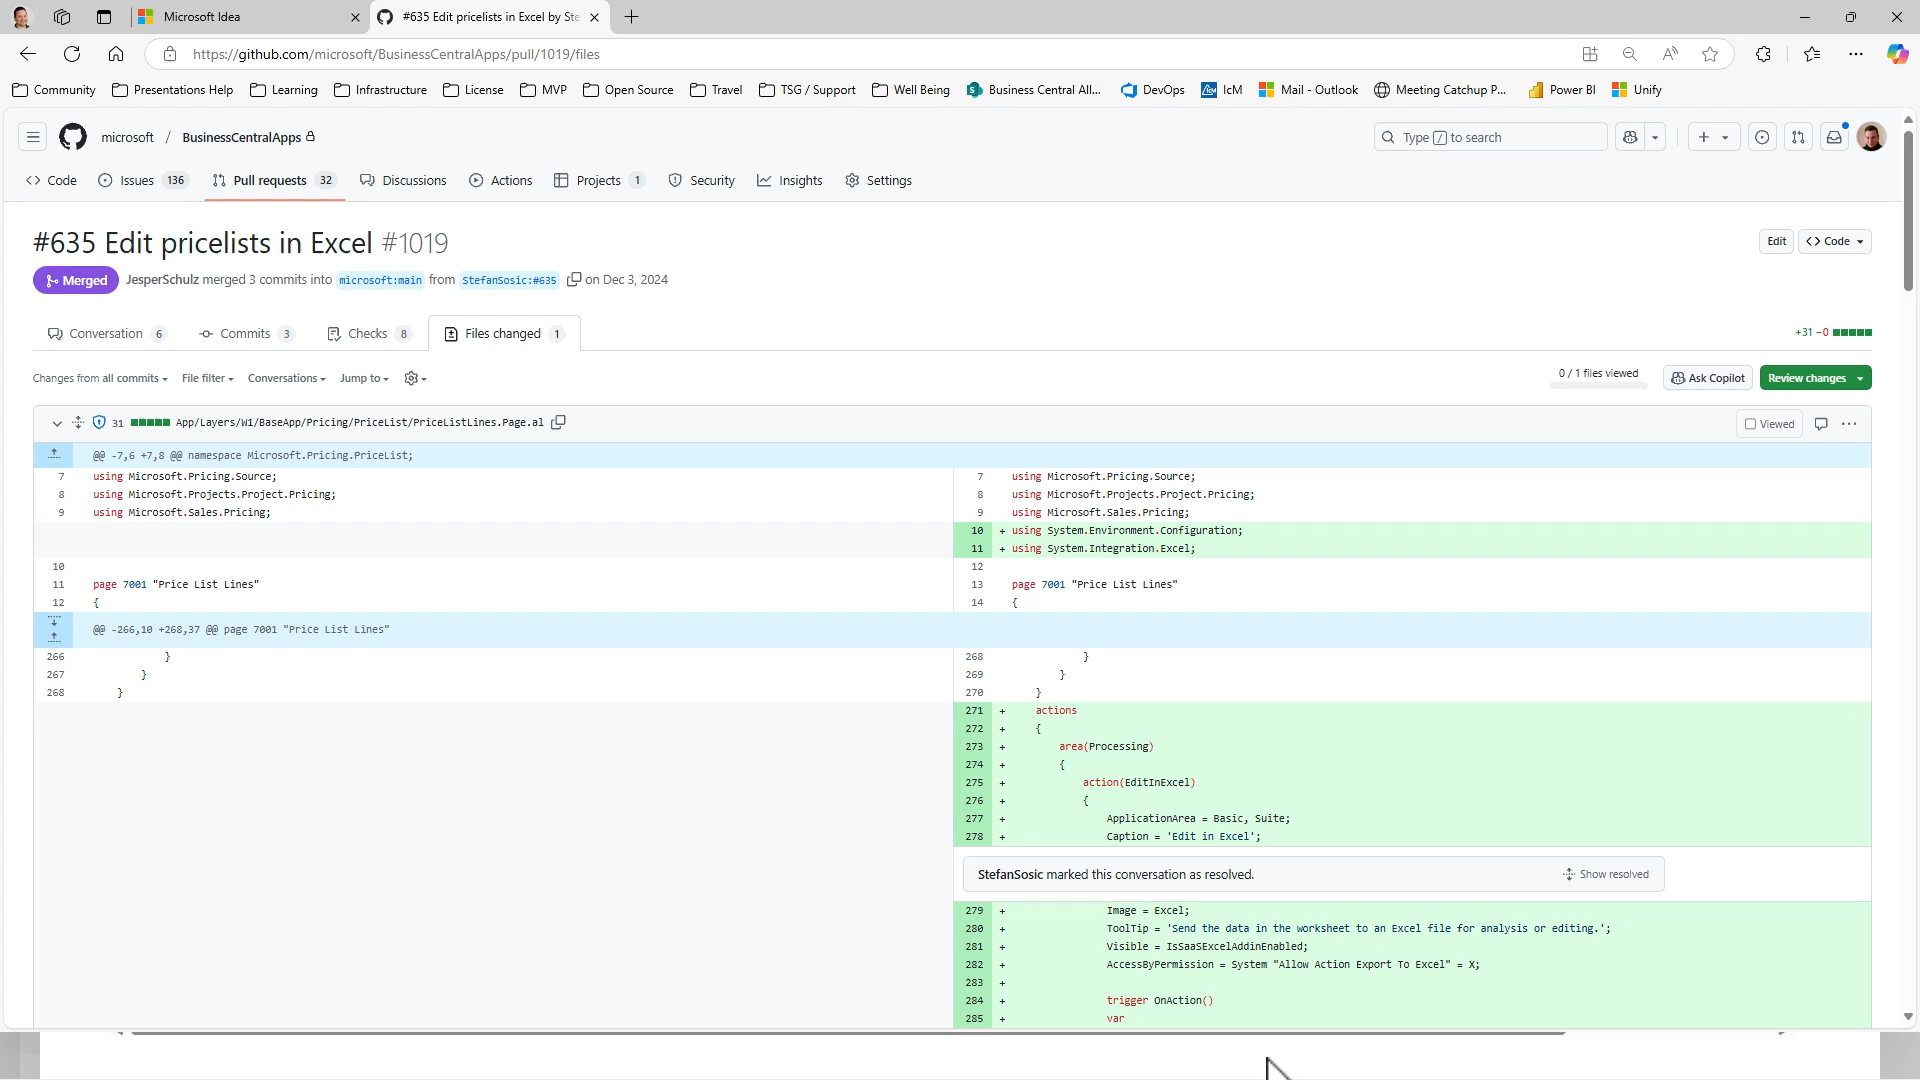 Microsoft Idea
#635 Edit pricelists in Excel by Ste
https://github.com/microsoft/BusinessCentralApps/pull/1019/files
Community
Presentations Help
Learning
Infrastructure
License
MVP
Open Source
Travel
TSG / Support
Well Being
Business Central All...
DevOps
IcM
Mail - Outlook
Meeting Catchup P...
Power BI
Unify
microsoft / BusinessCentralApps
Type / to search
Code
Issues 136
Pull requests 32
Discussions
Actions
Projects 1
Security
Insights
Settings
#635 Edit pricelists in Excel #1019
Edit
<> Code
Merged
JesperSchulz merged 3 commits into microsoft:main from StefanSosic:#635 on Dec 3, 2024
Conversation 6
Commits 3
Checks 8
Files changed 1
+31 −0
Changes from all commits
File filter
Conversations
Jump to
0 / 1 files viewed
Ask Copilot
Review changes
31 App/Layers/W1/BaseApp/Pricing/PriceList/PriceListLines.Page.al
Viewed
@@ -7,6 +7,8 @@ namespace Microsoft.Pricing.PriceList;
7 using Microsoft.Pricing.Source;
8 using Microsoft.Projects.Project.Pricing;
9 using Microsoft.Sales.Pricing;
10
11 page 7001 "Price List Lines"
12 {
7 using Microsoft.Pricing.Source;
8 using Microsoft.Projects.Project.Pricing;
9 using Microsoft.Sales.Pricing;
10 + using System.Environment.Configuration;
11 + using System.Integration.Excel;
12
13 page 7001 "Price List Lines"
14 {
@@ -266,10 +268,37 @@ page 7001 "Price List Lines"
266 }
267 }
268 }
268 }
269 }
270 }
271 + actions
272 + {
273 + area(Processing)
274 + {
275 + action(EditInExcel)
276 + {
277 + ApplicationArea = Basic, Suite;
278 + Caption = 'Edit in Excel';
StefanSosic marked this conversation as resolved.
Show resolved
279 + Image = Excel;
280 + ToolTip = 'Send the data in the worksheet to an Excel file for analysis or editing.';
281 + Visible = IsSaaSExcelAddinEnabled;
282 + AccessByPermission = System "Allow Action Export To Excel" = X;
283 +
284 + trigger OnAction()
285 + var